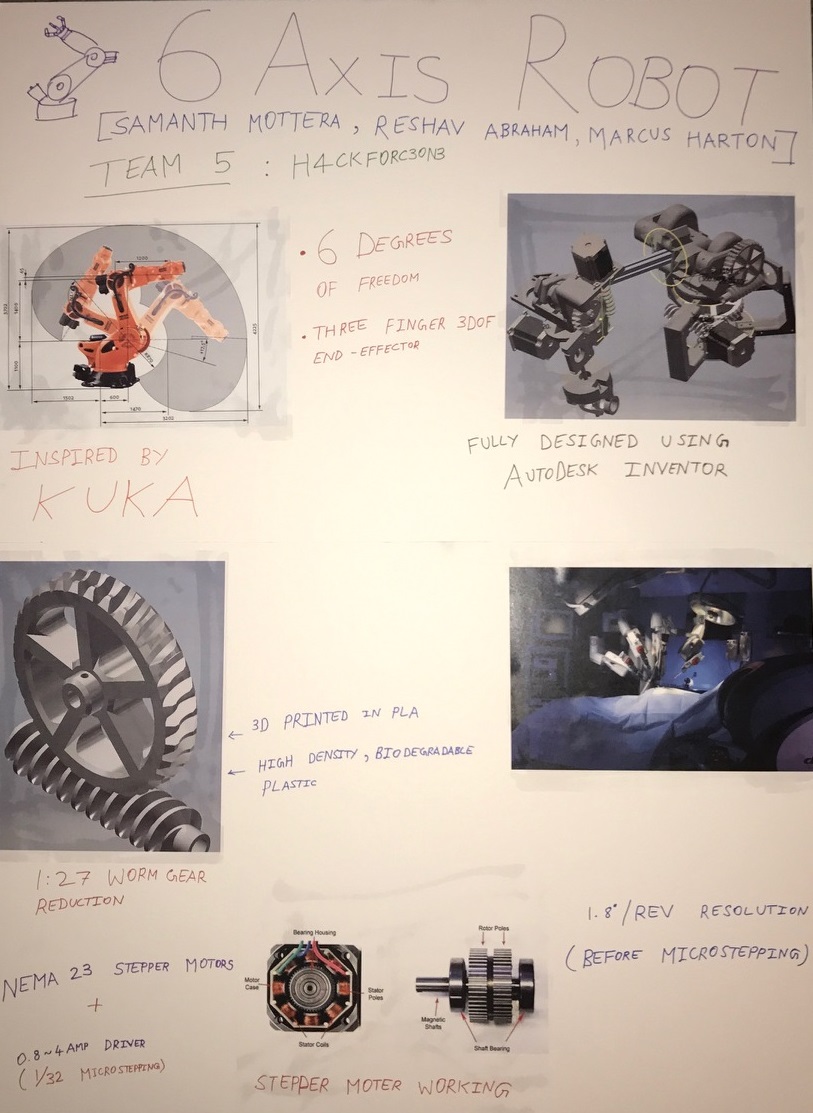 6 AXIS ROBOT
[SAMANTH MOTTERA, RESHAV ABRAHAM, MARCUS HARTON]
TEAM 5 : H4CKF0RC30N3
• 6 DEGREES
OF FREEDOM
• THREE FINGER 3DOF
END-EFFECTOR
INSPIRED BY
KUKA
FULLY DESIGNED USING
AUTODESK INVENTOR
← 3D PRINTED IN PLA
← HIGH DENSITY, BIODEGRADABLE
PLASTIC
1:27 WORM GEAR
REDUCTION
1.8°/REV RESOLUTION
(BEFORE MICROSTEPPING)
NEMA 23 STEPPER MOTORS
+
0.8~4 AMP DRIVER
(1/32 MICROSTEPPING)
Bearing Housing
Motor
Case
Stator
Poles
Stator Coils
Rotor Poles
Magnetic
Shafts
Shaft Bearing
STEPPER MOTER WORKING